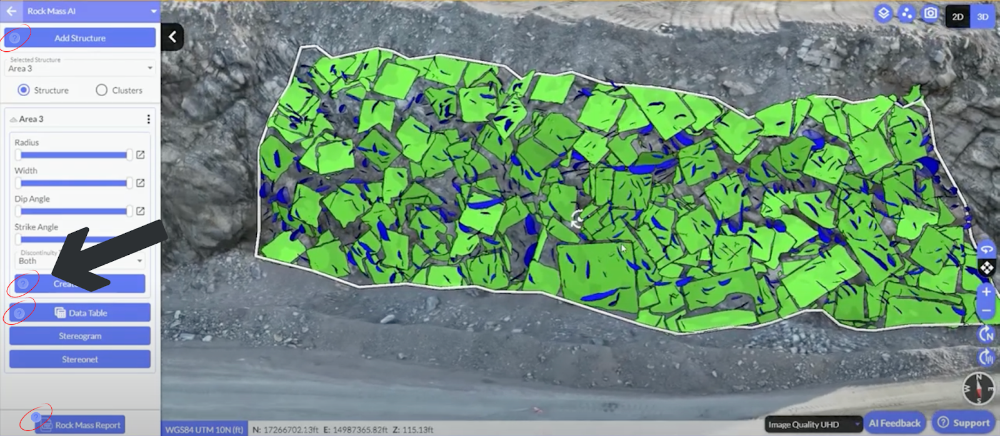 Rock Mass AI
Add Structure
Selected Structure
Area 3
Structure
Clusters
Area 3
Radius
Width
Dip Angle
Strike Angle
Discontinuity
Both
Data Table
Stereogram
Stereonet
Rock Mass Report
2D
3D
N
N
W
E
S
WGS84 UTM 10N (ft)
N: 17266702.13ft E: 14987365.82ft Z: 115.13ft
Image Quality UHD
AI Feedback
Support